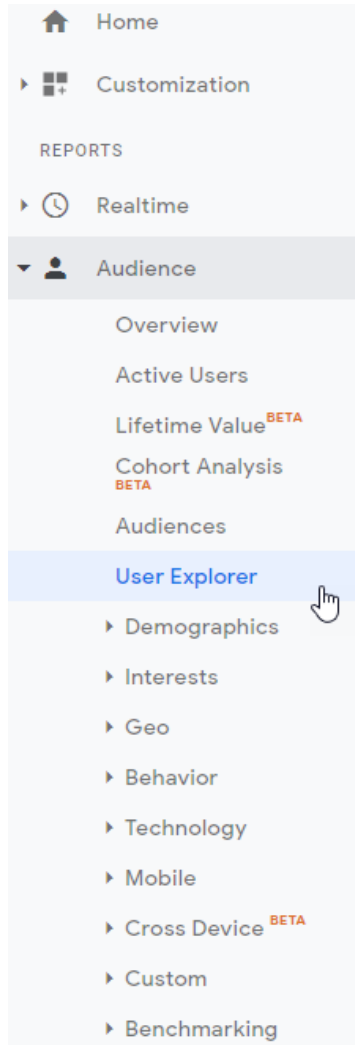 Home
Customization
REPORTS
Realtime
Audience
Overview
Active Users
Lifetime Value BETA
Cohort Analysis
BETA
Audiences
User Explorer
Demographics
Interests
Geo
Behavior
Technology
Mobile
Cross Device BETA
Custom
Benchmarking